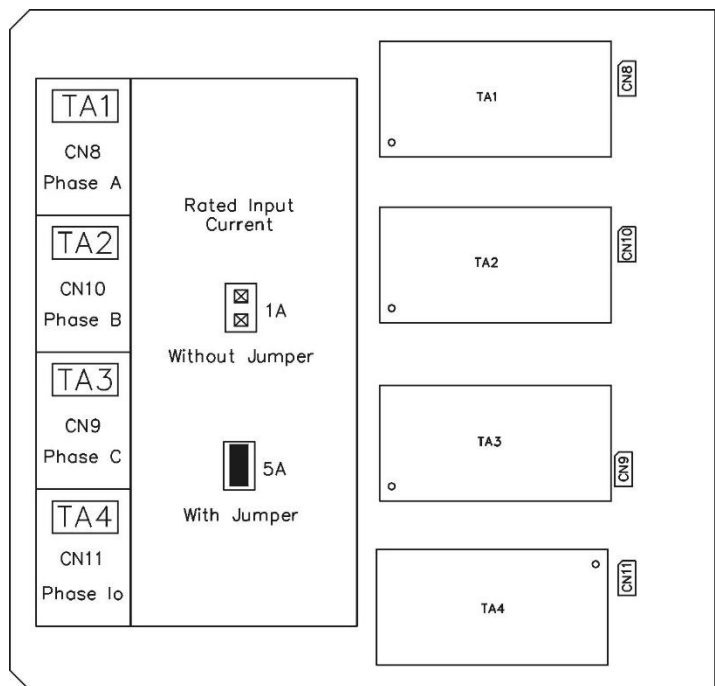 TA1
CN8
Phase A
TA2
CN10
Phase B
TA3
CN9
Phase C
TA4
CN11
Phase Io
Rated Input
Current
1A
Without Jumper
5A
With Jumper
TA1
CN8
TA2
CN10
TA3
CN9
TA4
CN11